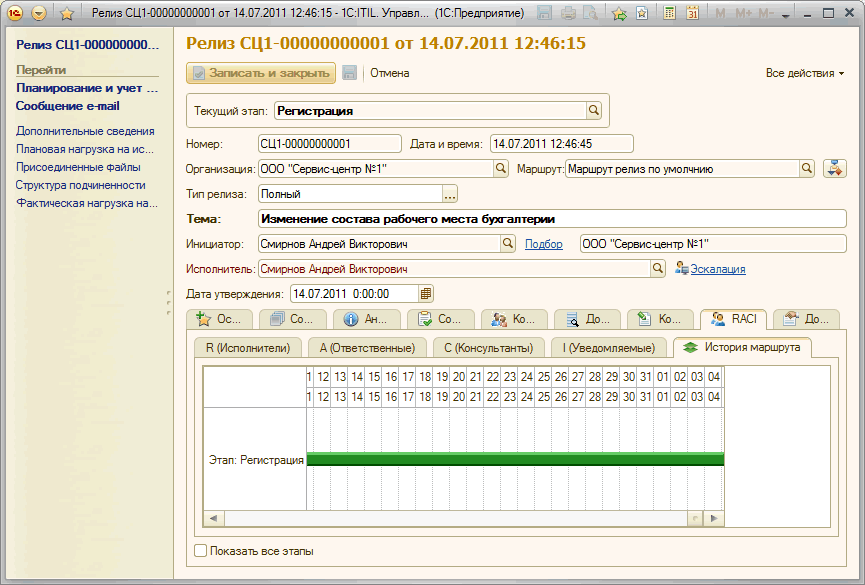 Релиз СЦ1-00000000001 от 14.07.2011 12:46:15 - 1С:ITIL. Управл... (1С:Предприятие)
M M+ M-
31
Релиз СЦ1-000000000...
Перейти
Планирование и учет ...
Сообщение e-mail
Дополнительные сведения
Плановая нагрузка на ис...
Присоединенные файлы
Структура подчиненности
Фактическая нагрузка на...
Релиз СЦ1-00000000001 от 14.07.2011 12:46:15
Записать и закрыть
Отмена
Все действия
Текущий этап: Регистрация
Номер: СЦ1-00000000001 Дата и время: 14.07.2011 12:46:45
Организация: ООО "Сервис-центр №1" Маршрут: Маршрут релиз по умолчнию
Тип релиза: Полный ...
Тема: Изменение состава рабочего места бухгалтерии
Инициатор: Смирнов Андрей Викторович Подбор ООО "Сервис-центр №1"
Исполнитель: Смирнов Андрей Викторович Эскалация
Дата утверждения: 14.07.2011 0:00:00
Ос... Со... Ан... Со... Ко... До... Ко... RACI До...
R (Исполнители) A (Ответственные) C (Консультанты) I (Уведомляемые) История маршрута
1 12 13 14 15 16 17 18 19 20 21 22 23 24 25 26 27 28 29 30 31 01 02 03 04
1 12 13 14 15 16 17 18 19 20 21 22 23 24 25 26 27 28 29 30 31 01 02 03 04
Этап: Регистрация
Показать все этапы